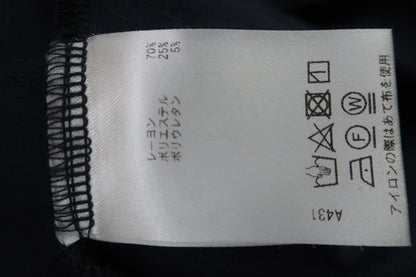 レーヨン 70%
ポリエステル 25%
ポリウレタン 5%
W
F
アイロンの際はあて布を使用
A431